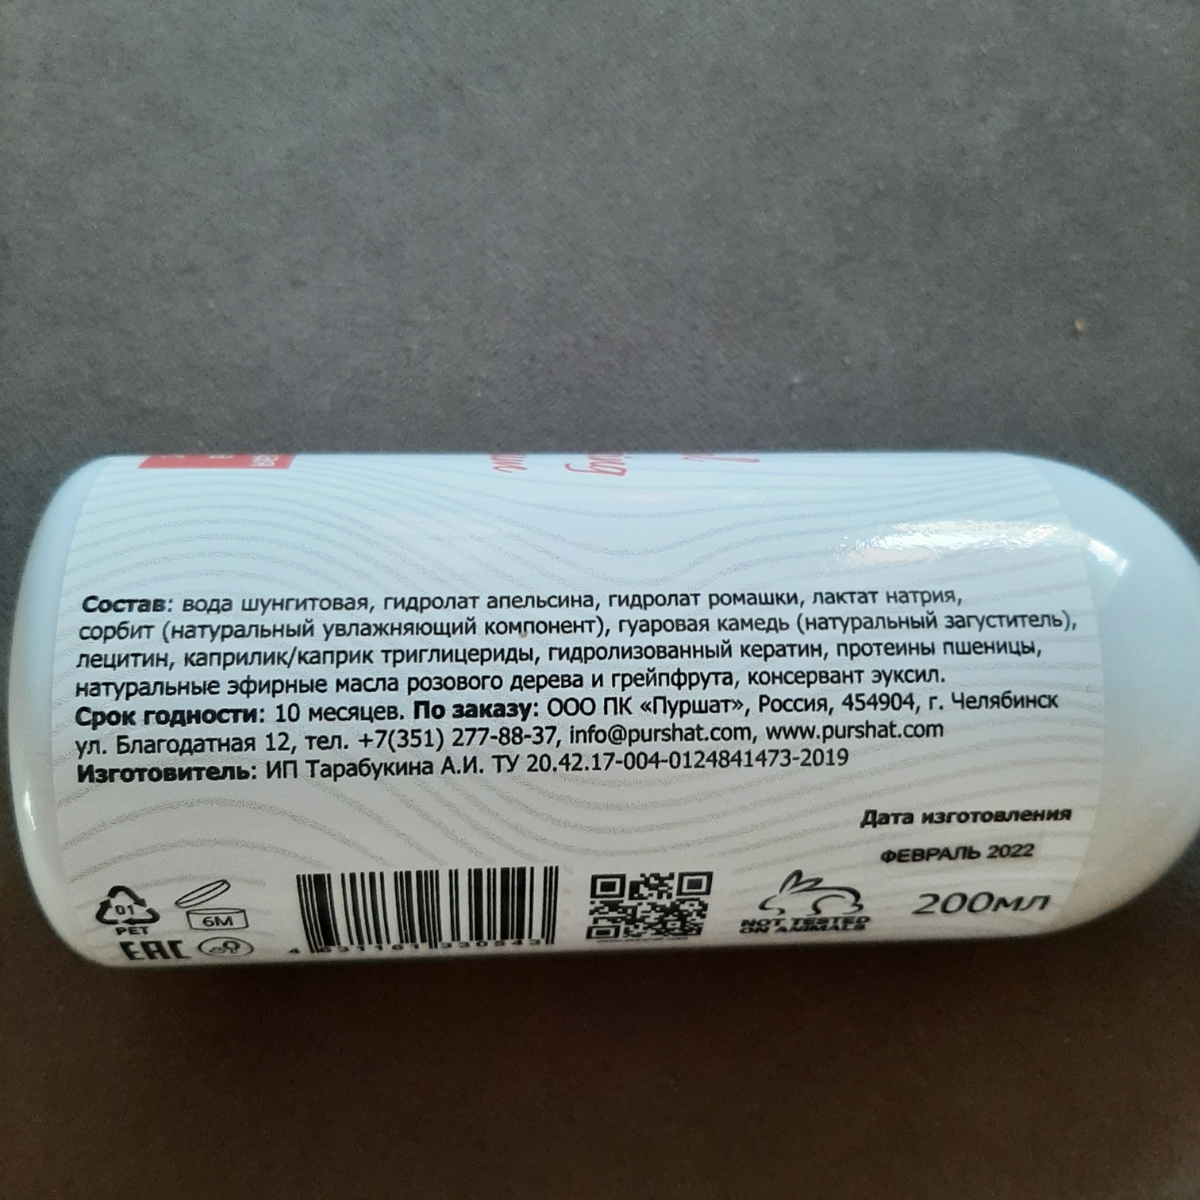 Состав: вода шунгитовая, гидролат апельсина, гидролат ромашки, лактат натрия,
сорбит (натуральный увлажняющий компонент), гуаровая камедь (натуральный загуститель),
лецитин, каприлик/каприк триглицериды, гидролизованный кератин, протеины пшеницы,
натуральные эфирные масла розового дерева и грейпфрута, консервант эуксил.
Срок годности: 10 месяцев. По заказу: ООО ПК «Пуршат», Россия, 454904, г. Челябинск
ул. Благодатная 12, тел. +7(351) 277-88-37, info@purshat.com, www.purshat.com
Изготовитель: ИП Тарабукина А.И. ТУ 20.42.17-004-0124841473-2019
Дата изготовления
ФЕВРАЛЬ 2022
200мл
01
PET
6M
EAC
NOT TESTED
ON ANIMALS